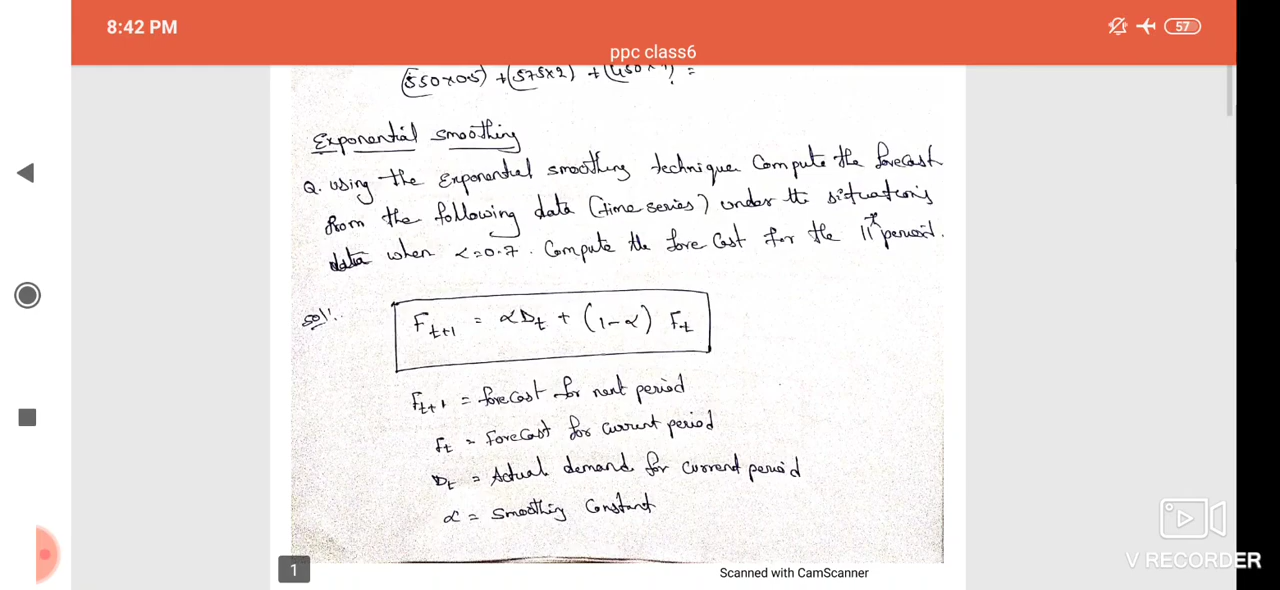 8:42 PM
57
ppc class6
(550×0.5) + (575×2) + (450× ) =
Exponential smoothing
Q. Using the Exponential smoothing technique Compute the forecast
from the following data (time series) under the situations
data when α=0.7. Compute the fore Cast for the 11th period.
Sol:
F t+1 = αDt + (1-α) Ft
Ft+1 = forecast for next period
Ft = Forecast for current period
Dt = Actual demand for current period
α = Smoothing Constant
1
Scanned with CamScanner
V RECORDER